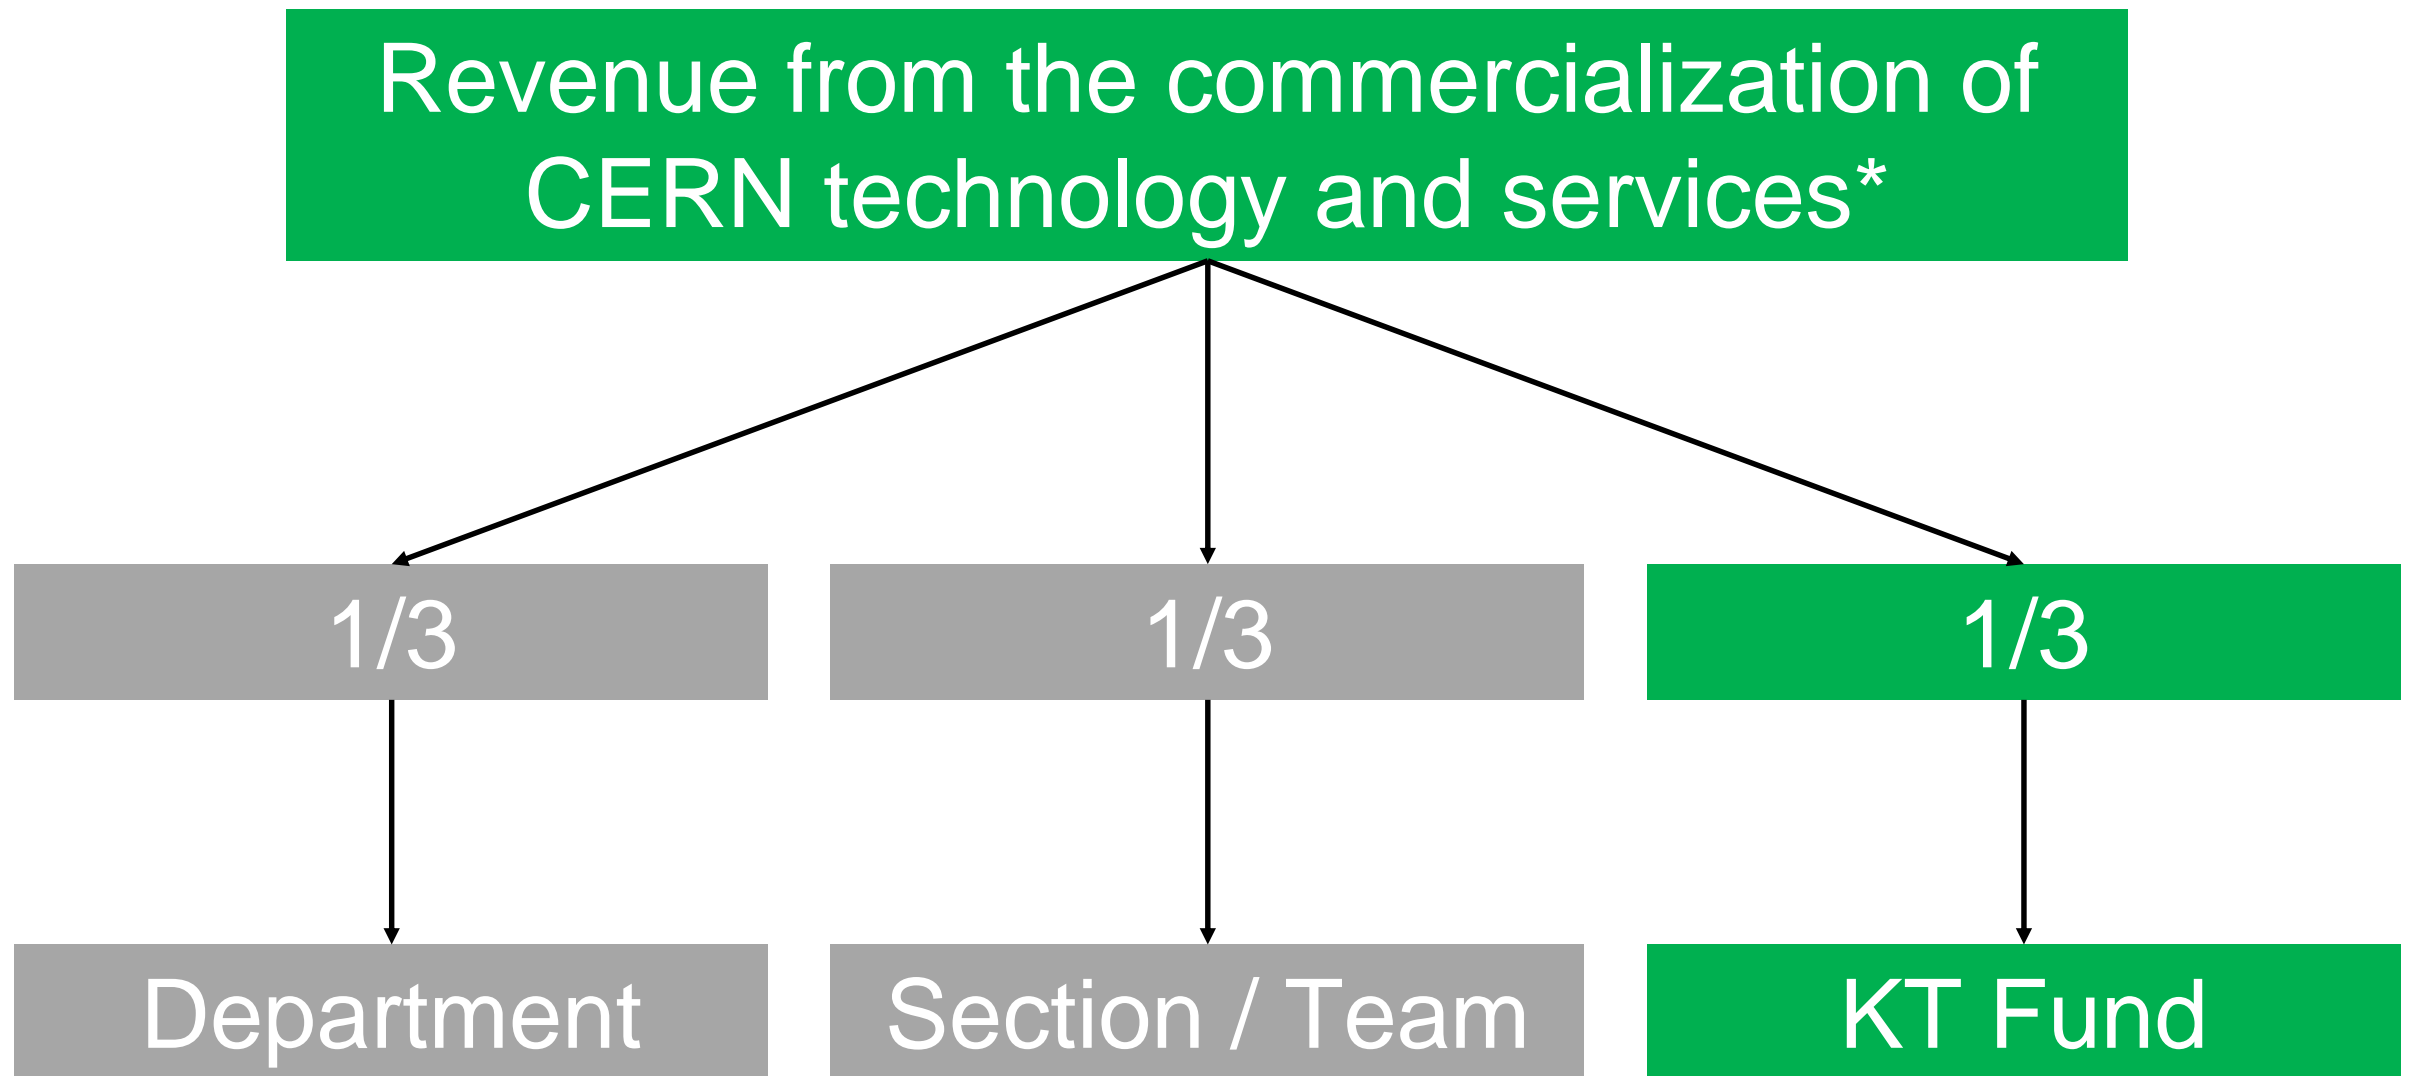 Revenue from the commercialization of
CERN technology and services*
1/3
1/3
1/3
Department
Section / Team
KT Fund